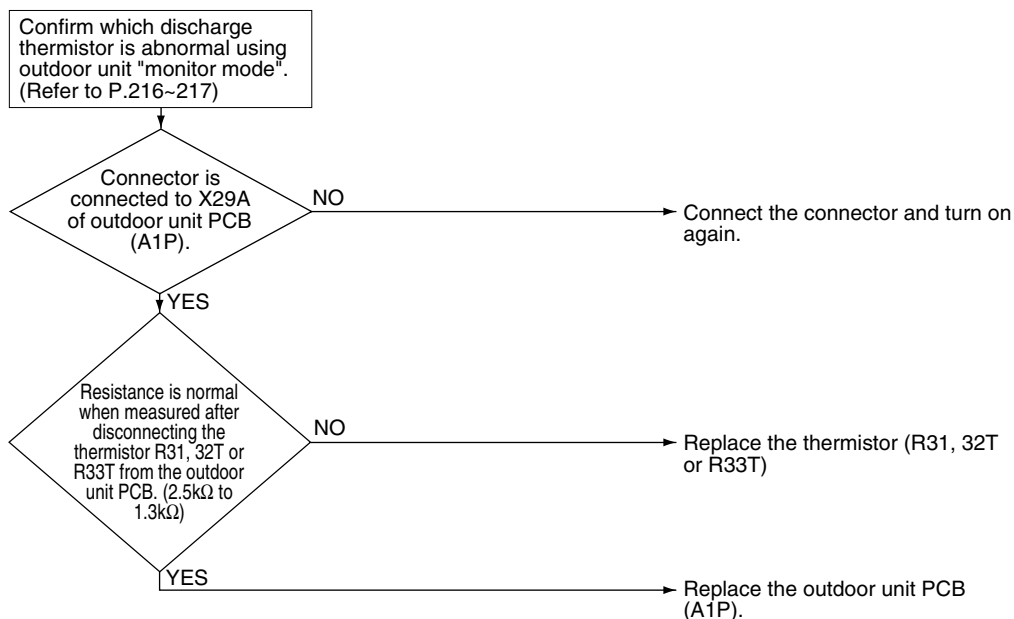 Confirm which discharge
thermistor is abnormal using
outdoor unit "monitor mode".
(Refer to P.216~217)
Connector is
connected to X29A
of outdoor unit PCB
(A1P).
NO
Connect the connector and turn on
again.
YES
Resistance is normal
when measured after
disconnecting the
thermistor R31, 32T or
R33T from the outdoor
unit PCB. (2.5kΩ to
1.3kΩ)
NO
Replace the thermistor (R31, 32T
or R33T)
YES
Replace the outdoor unit PCB
(A1P).